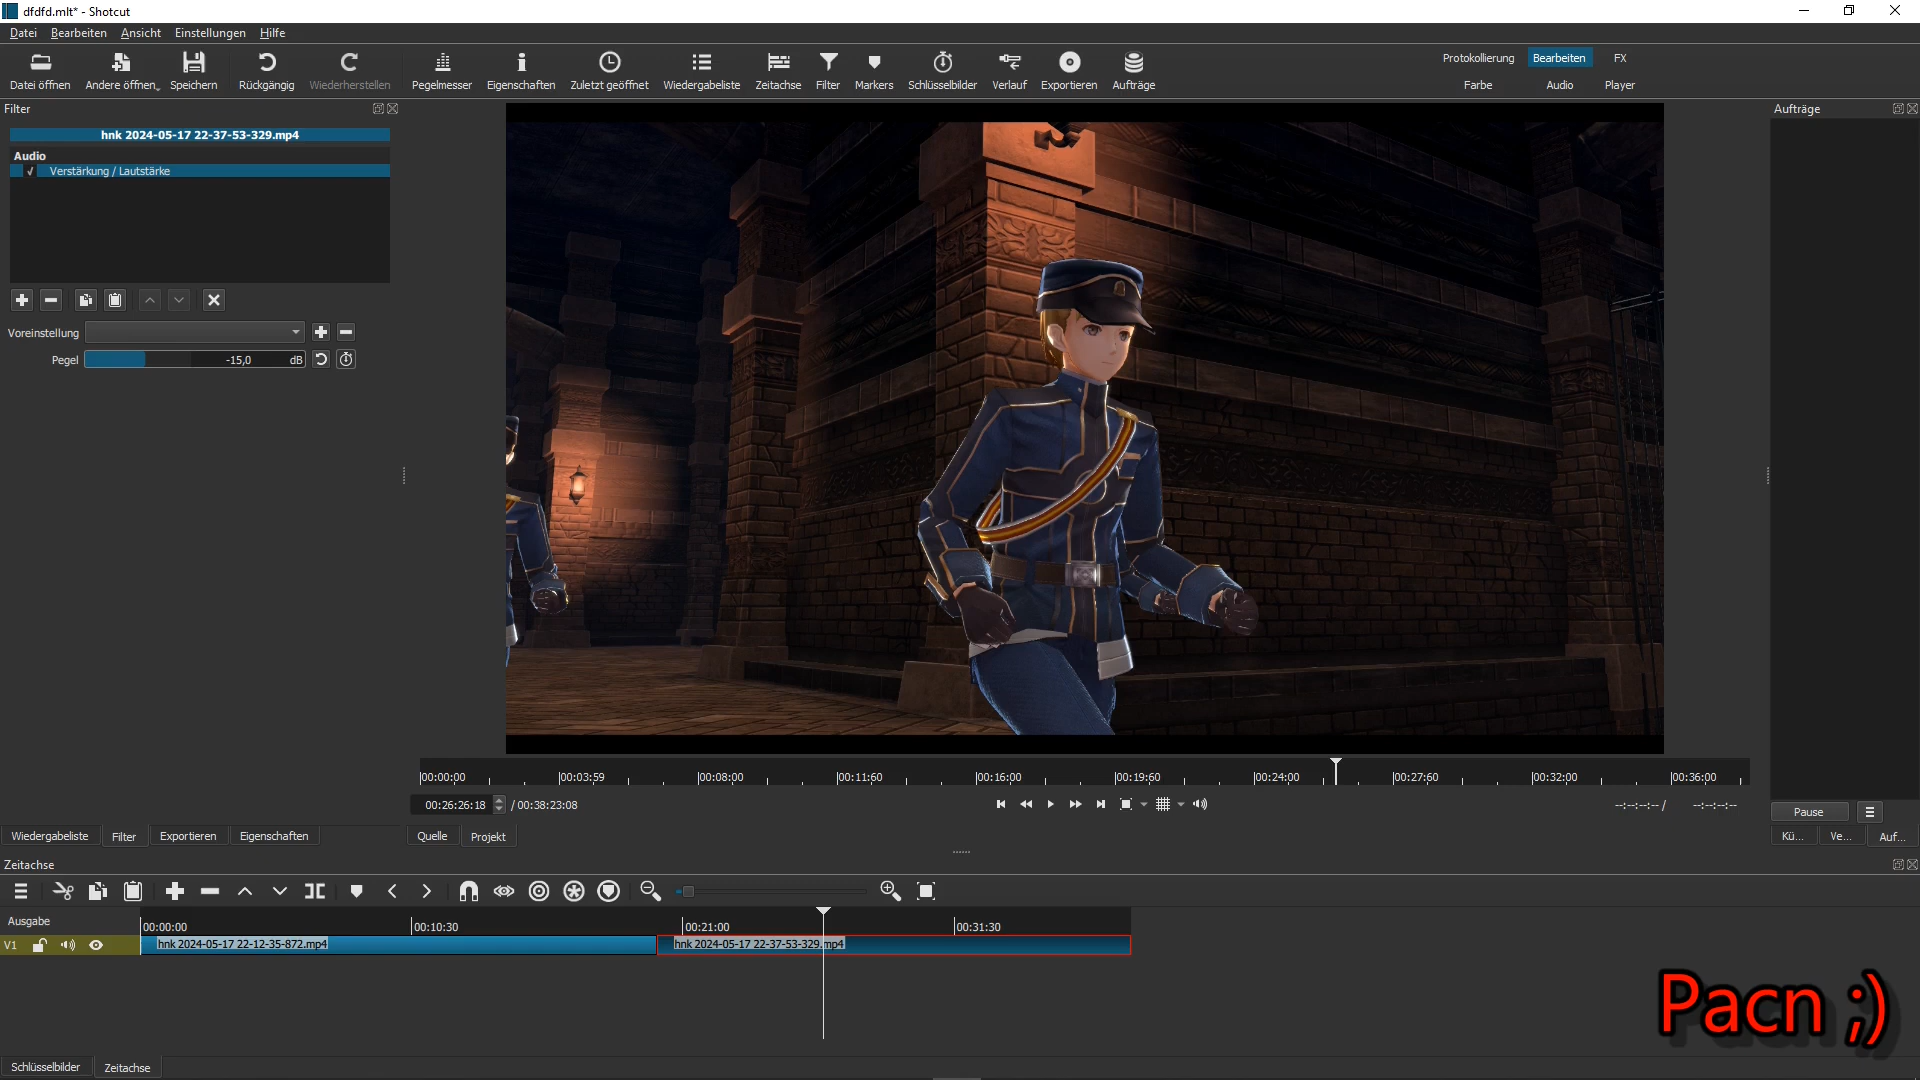 dfdfd.mlt* - Shotcut
Datei Bearbeiten Ansicht Einstellungen Hilfe
Datei öffnen Andere öffnen Speichern Rückgängig Wiederherstellen Pegelmesser Eigenschaften Zuletzt geöffnet Wiedergabeliste Zeitachse Filter Markers Schlüsselbilder Verlauf Exportieren Aufträge
Protokollierung Bearbeiten FX
Farbe Audio Player
Filter
hnk 2024-05-17 22-37-53-329.mp4
Audio
Verstärkung / Lautstärke
Voreinstellung
Pegel -15,0 dB
Aufträge
00:00:00 00:03:59 00:08:00 00:11:60 00:16:00 00:19:60 00:24:00 00:27:60 00:32:00 00:36:00
00:26:26:18 / 00:38:23:08 --:--:--:-- / --:--:--:--
Pause
Wiedergabeliste Filter Exportieren Eigenschaften Quelle Projekt Kü... Ve... Auf...
Zeitachse
Ausgabe 00:00:00 00:10:30 00:21:00 00:31:30
V1 hnk 2024-05-17 22-12-35-872.mp4 hnk 2024-05-17 22-37-53-329.mp4
Pacn ;)
Schlüsselbilder Zeitachse